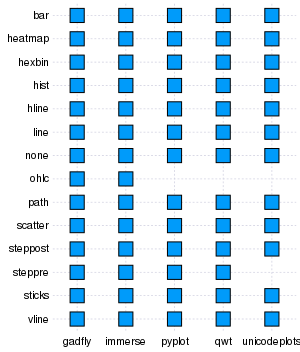 bar
heatmap
hexbin
hist
hline
line
none
ohlc
path
scatter
steppost
steppre
sticks
vline
gadfly immerse pyplot qwt unicodeplots